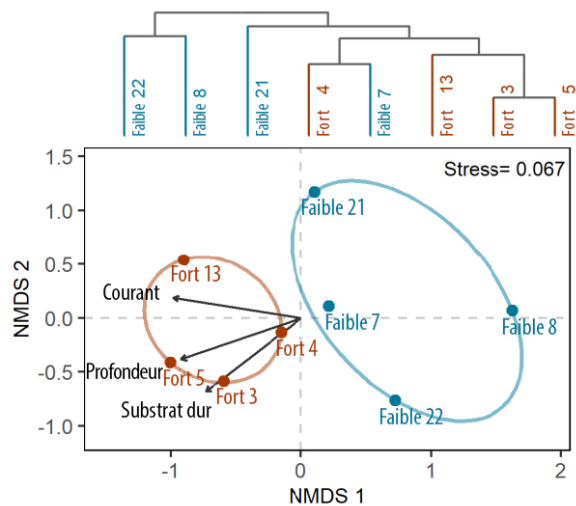 Faible 22
Faible 8
Faible 21
Fort 4
Faible 7
Fort 13
Fort 3
Fort 5
Stress= 0.067
1.5
1.0
0.5
0.0
-0.5
-1.0
NMDS 2
Faible 21
Fort 13
Courant
Faible 7
Faible 8
Fort 4
Profondeur
Fort 5
Fort 3
Substrat dur
Faible 22
-1
0
1
2
NMDS 1